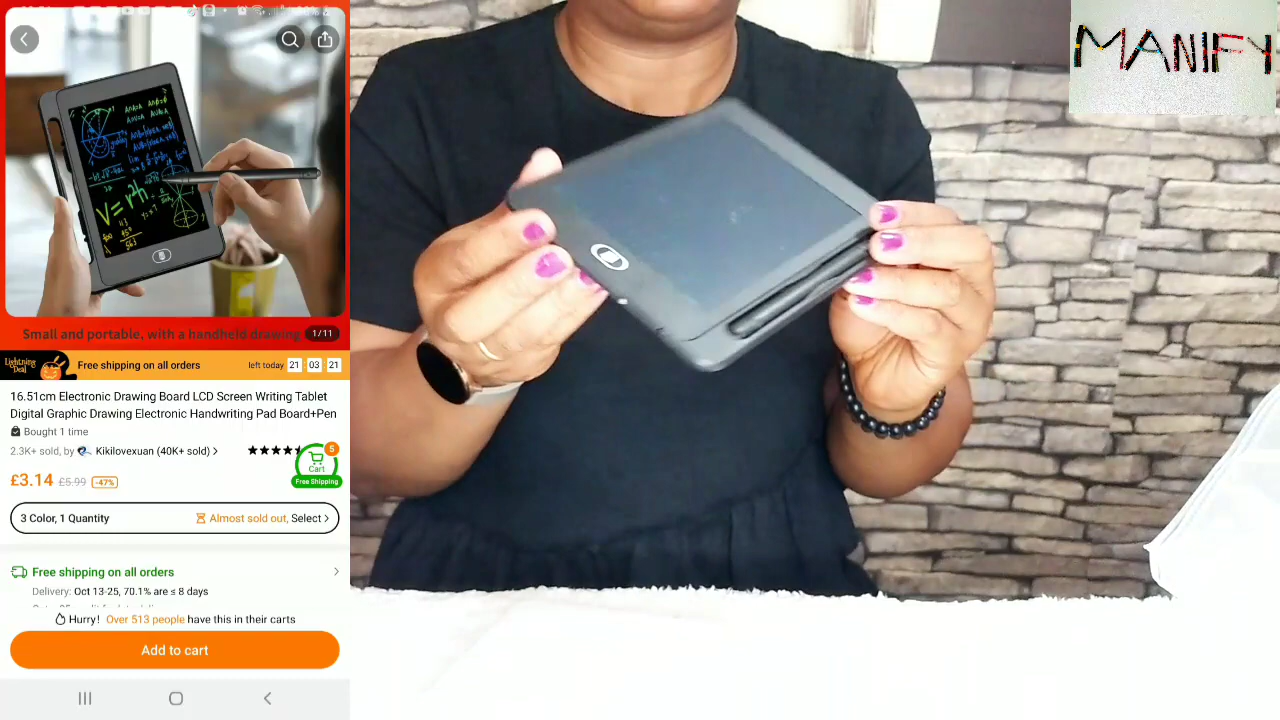 MANIFY
V=πr²h
Small and portable, with a handheld drawing
1/11
Lightning Deal
Free shipping on all orders
left today 21 : 03 : 21
16.51cm Electronic Drawing Board LCD Screen Writing Tablet
Digital Graphic Drawing Electronic Handwriting Pad Board+Pen
Bought 1 time
2.3K+ sold, by Kikilovexuan (40K+ sold)
5
Cart
Free Shipping
£3.14 £5.99 -47%
3 Color, 1 Quantity
Almost sold out, Select
Free shipping on all orders
Delivery: Oct 13-25, 70.1% are ≤ 8 days
Hurry! Over 513 people have this in their carts
Add to cart